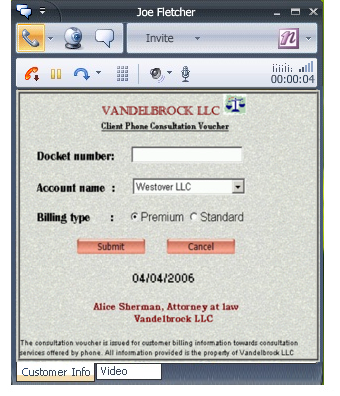 Joe Fletcher
Invite
00:00:04
VANDELBROCK LLC
Client Phone Consultation Voucher
Docket number:
Account name : Westover LLC
Billing type : Premium Standard
Submit Cancel
04/04/2006
Alice Sherman, Attorney at law
Vandelbrock LLC
The consultation voucher is issued for customer billing information towards consultation
services offered by phone. All information provided is the property of Vandelbrock LLC
Customer Info Video